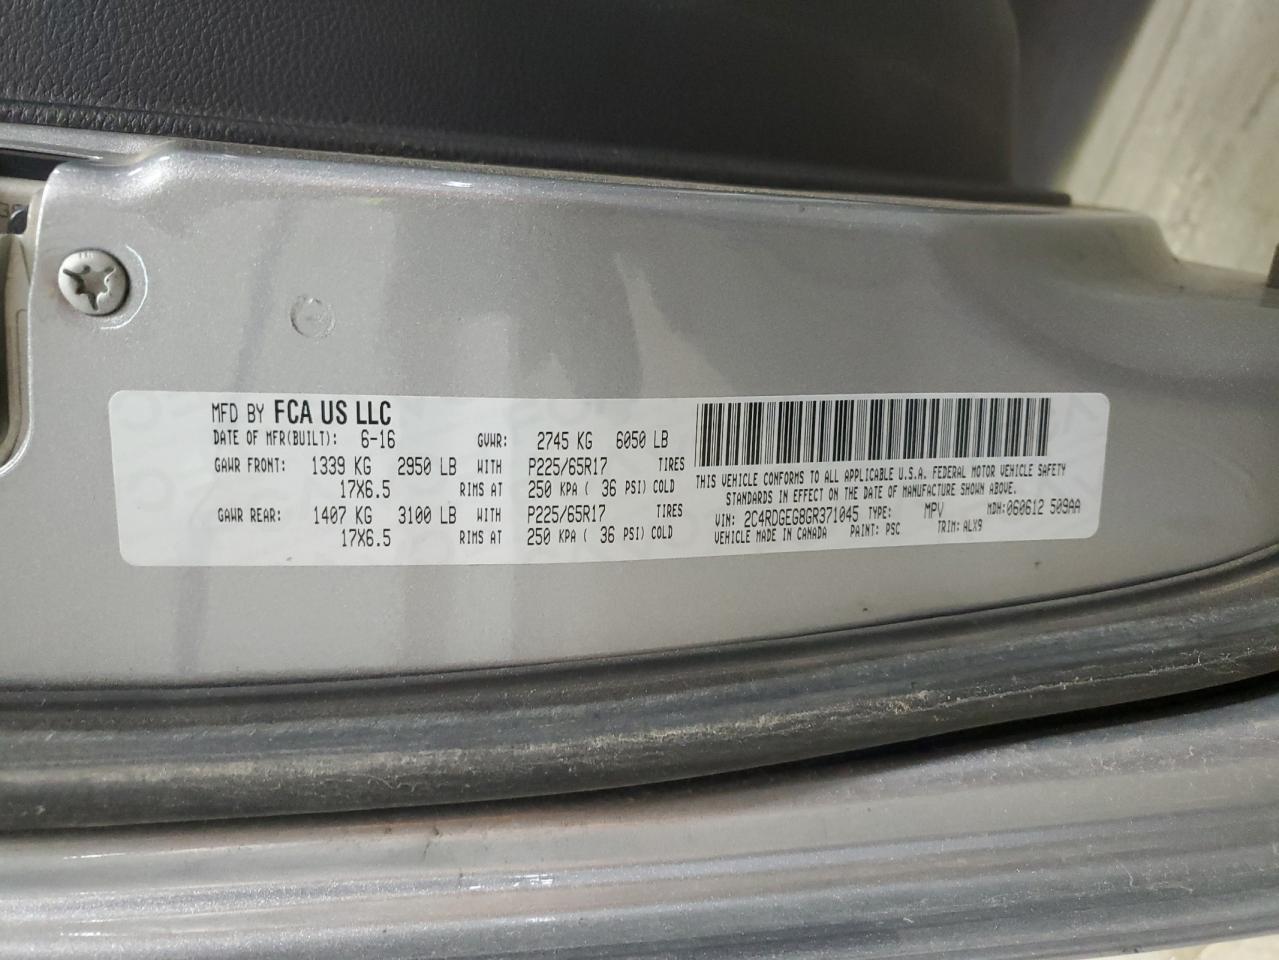 MFD BY FCA US LLC
DATE OF MFR(BUILT): 6-16 GVWR: 2745 KG 6050 LB
GAWR FRONT: 1339 KG 2950 LB WITH P225/65R17 TIRES
17X6.5 RIMS AT 250 KPA ( 36 PSI) COLD
GAWR REAR: 1407 KG 3100 LB WITH P225/65R17 TIRES
17X6.5 RIMS AT 250 KPA ( 36 PSI) COLD
THIS VEHICLE CONFORMS TO ALL APPLICABLE U.S.A. FEDERAL MOTOR VEHICLE SAFETY
STANDARDS IN EFFECT ON THE DATE OF MANUFACTURE SHOWN ABOVE.
VIN: 2C4RDGEG8GR371045 TYPE: MPV MDH:060612 509AA
VEHICLE MADE IN CANADA PAINT: PSC TRIM: ALX9